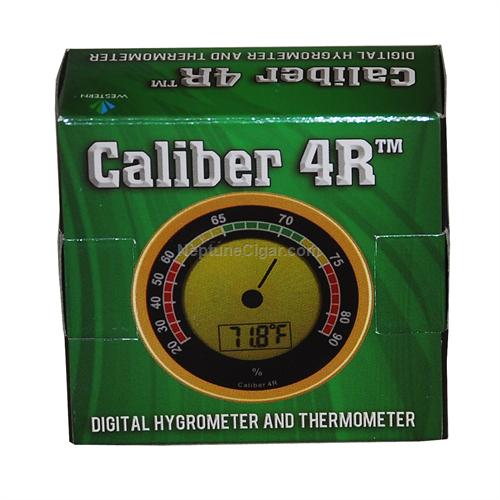 DIGITAL HYGROMETER AND THERMOMETER
Caliber 4R™
WESTERN
Caliber 4R™
NeptuneCigar.com
20 30 40 50 60 65 70 75 80 90
71.8°F
%
Caliber 4R
DIGITAL HYGROMETER AND THERMOMETER